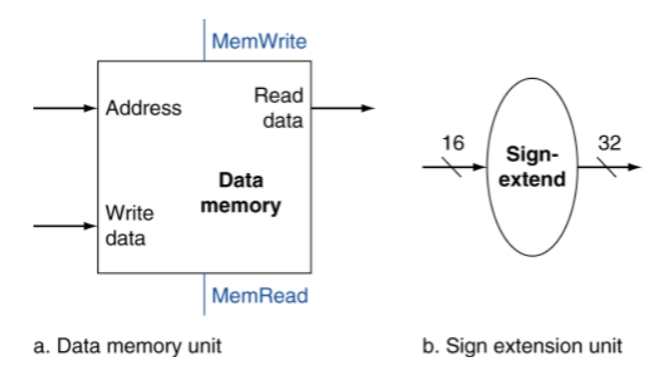 MemWrite
Address
Read
data
Data
memory
Write
data
MemRead
16
Sign-
extend
32
a. Data memory unit
b. Sign extension unit